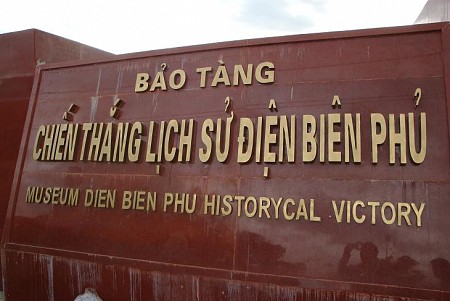 BẢO TÀNG
CHIẾN THẮNG LỊCH SỬ ĐIỆN BIÊN PHỦ
MUSEUM DIEN BIEN PHU HISTORYCAL VICTORY